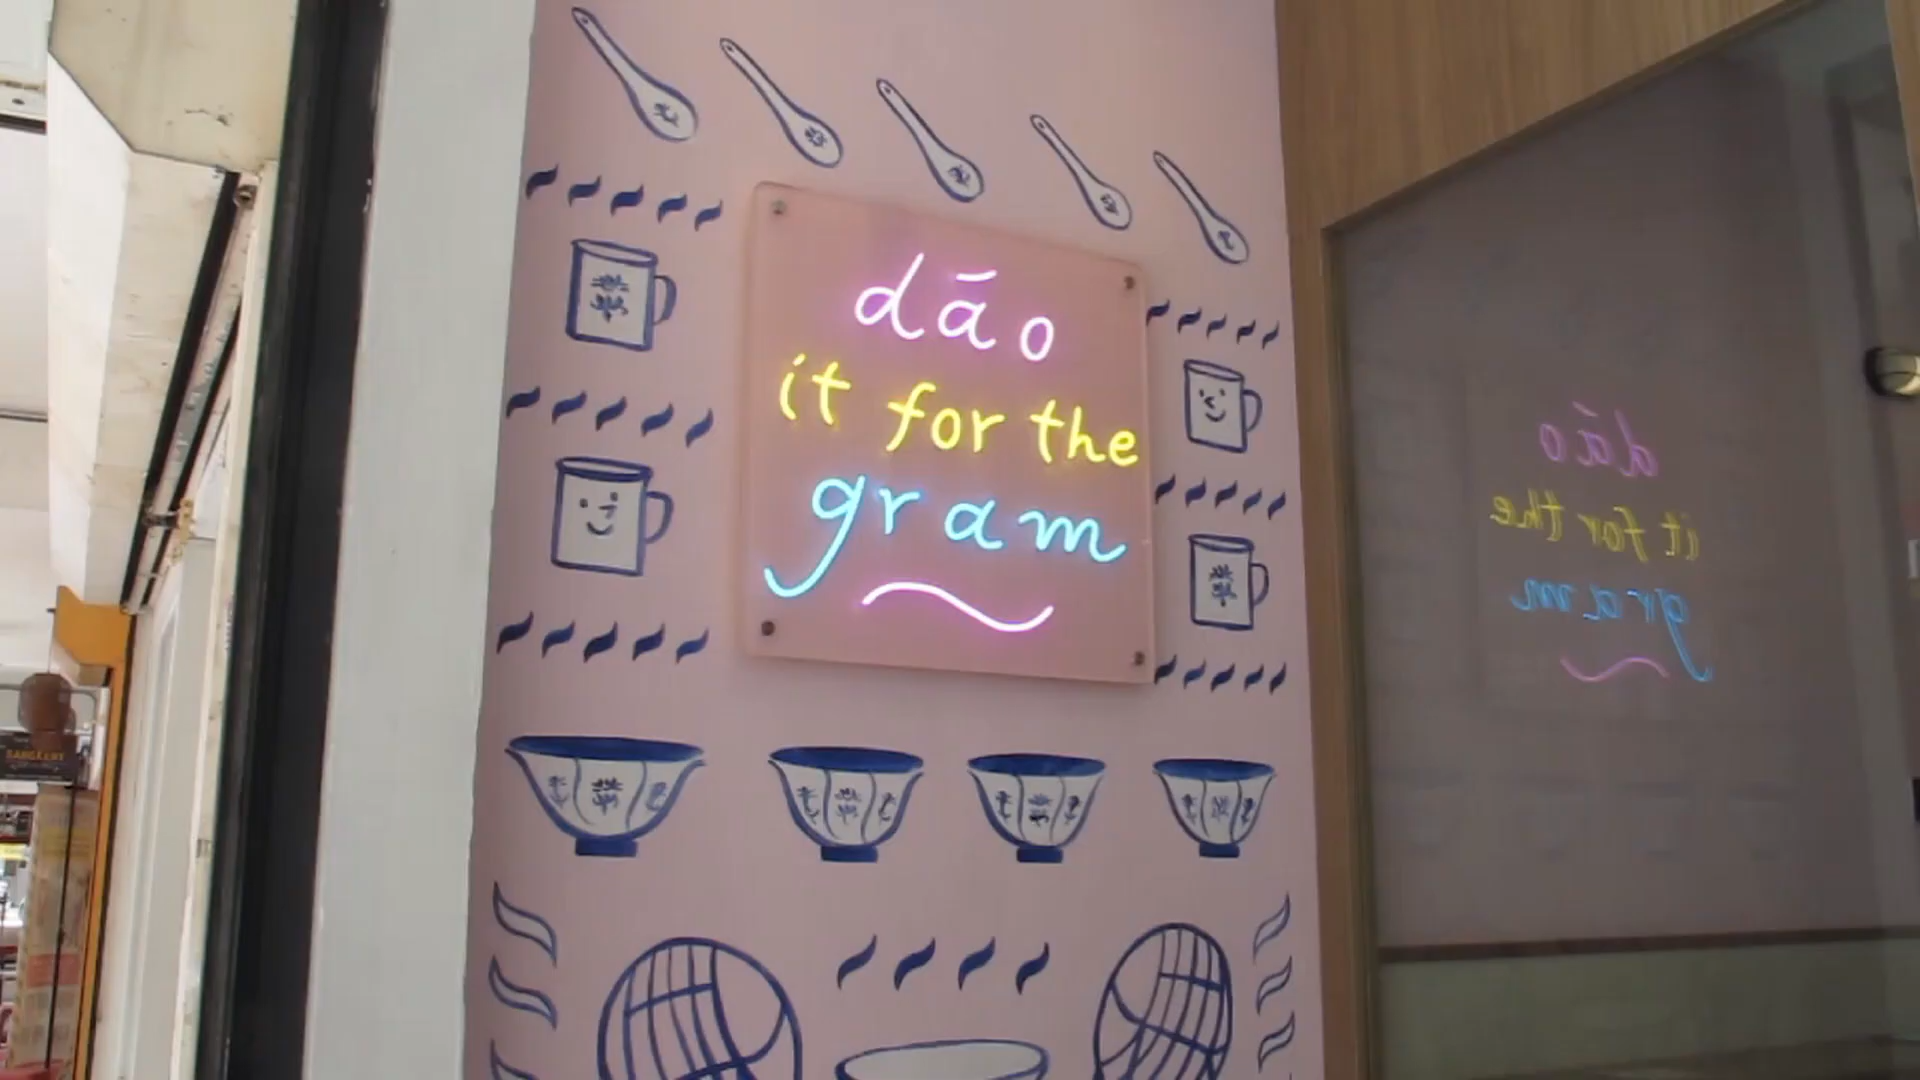 dāo
it for the
gram